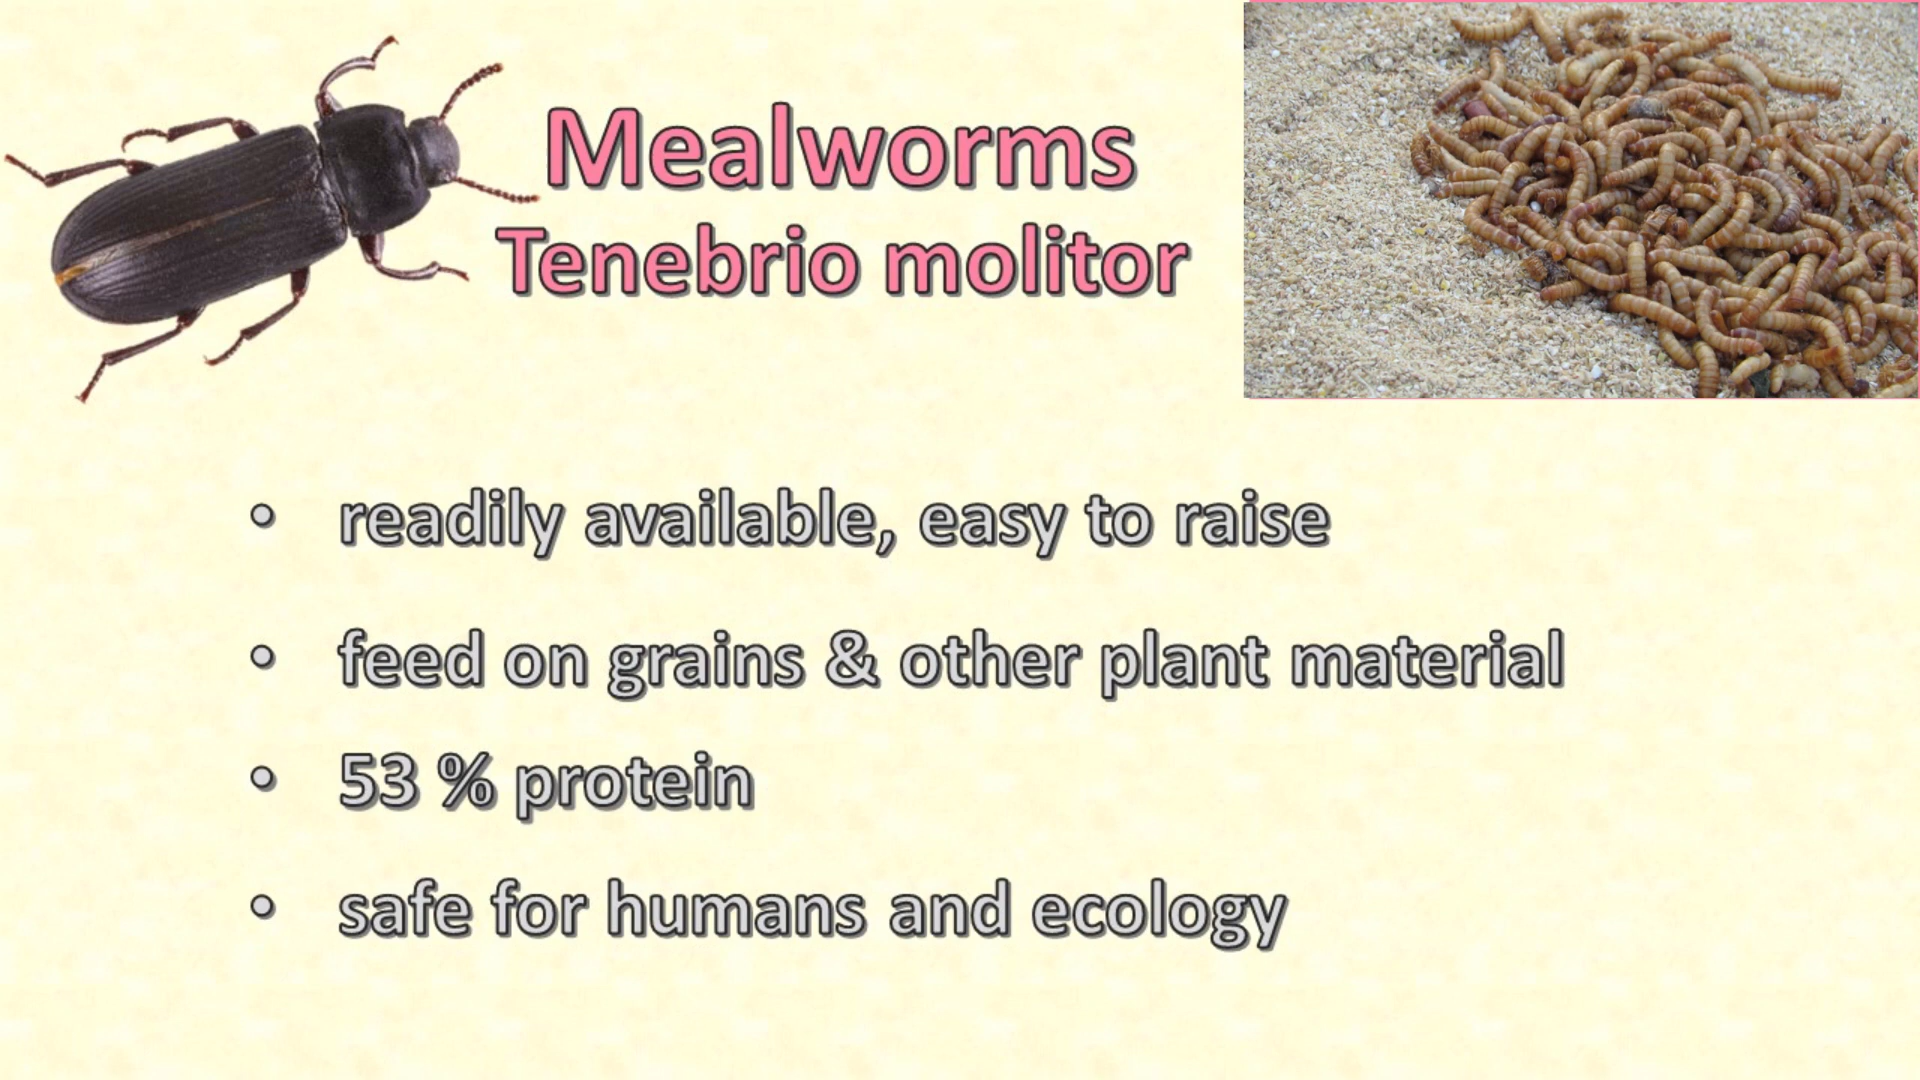 Mealworms
Tenebrio molitor
• readily available, easy to raise
• feed on grains & other plant material
• 53 % protein
• safe for humans and ecology